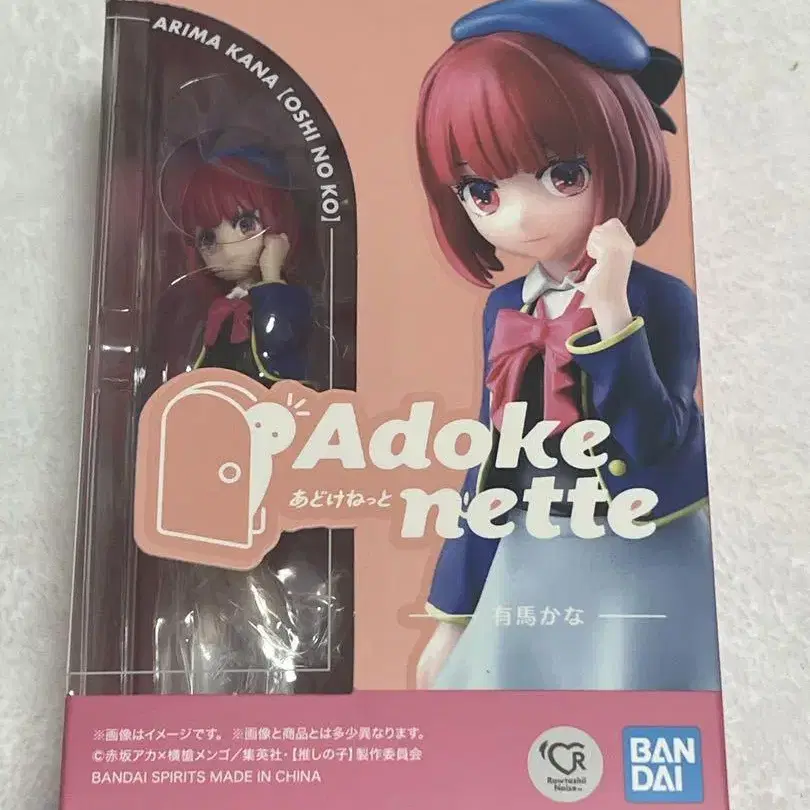 ARIMA KANA【OSHI NO KO】
Adoke
nette
あどけねっと
有馬かな
※画像はイメージです。 ※画像と商品とは多少異なります。
©赤坂アカ×横槍メンゴ／集英社・【推しの子】製作委員会
BANDAI SPIRITS MADE IN CHINA
R
BAN
DAI